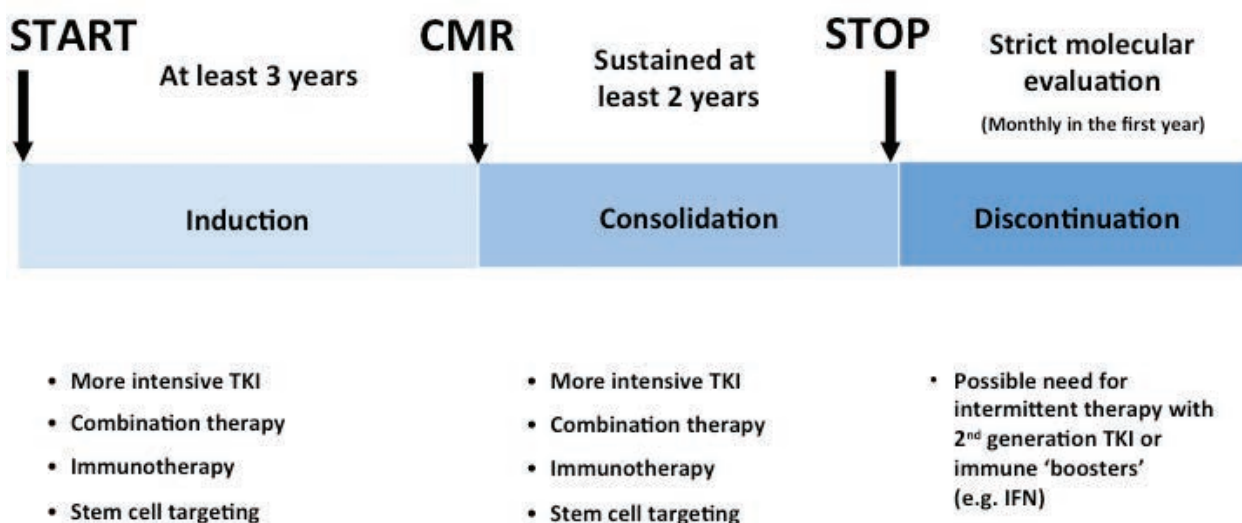 START
At least 3 years
CMR
Sustained at
least 2 years
STOP
Strict molecular
evaluation
(Monthly in the first year)
Induction
Consolidation
Discontinuation
• More intensive TKI
• Combination therapy
• Immunotherapy
• Stem cell targeting
• More intensive TKI
• Combination therapy
• Immunotherapy
• Stem cell targeting
• Possible need for
intermittent therapy with
2nd generation TKI or
immune ‘boosters’
(e.g. IFN)